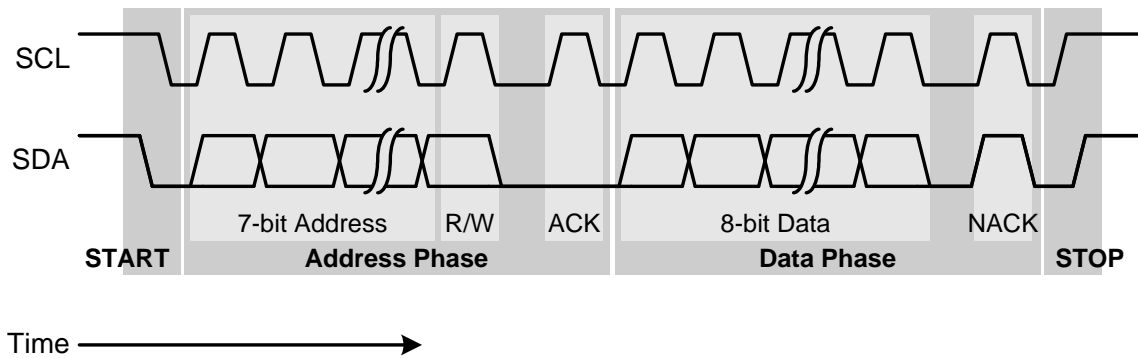 SCL
SDA
7-bit Address R/W ACK 8-bit Data NACK
START Address Phase Data Phase STOP
Time